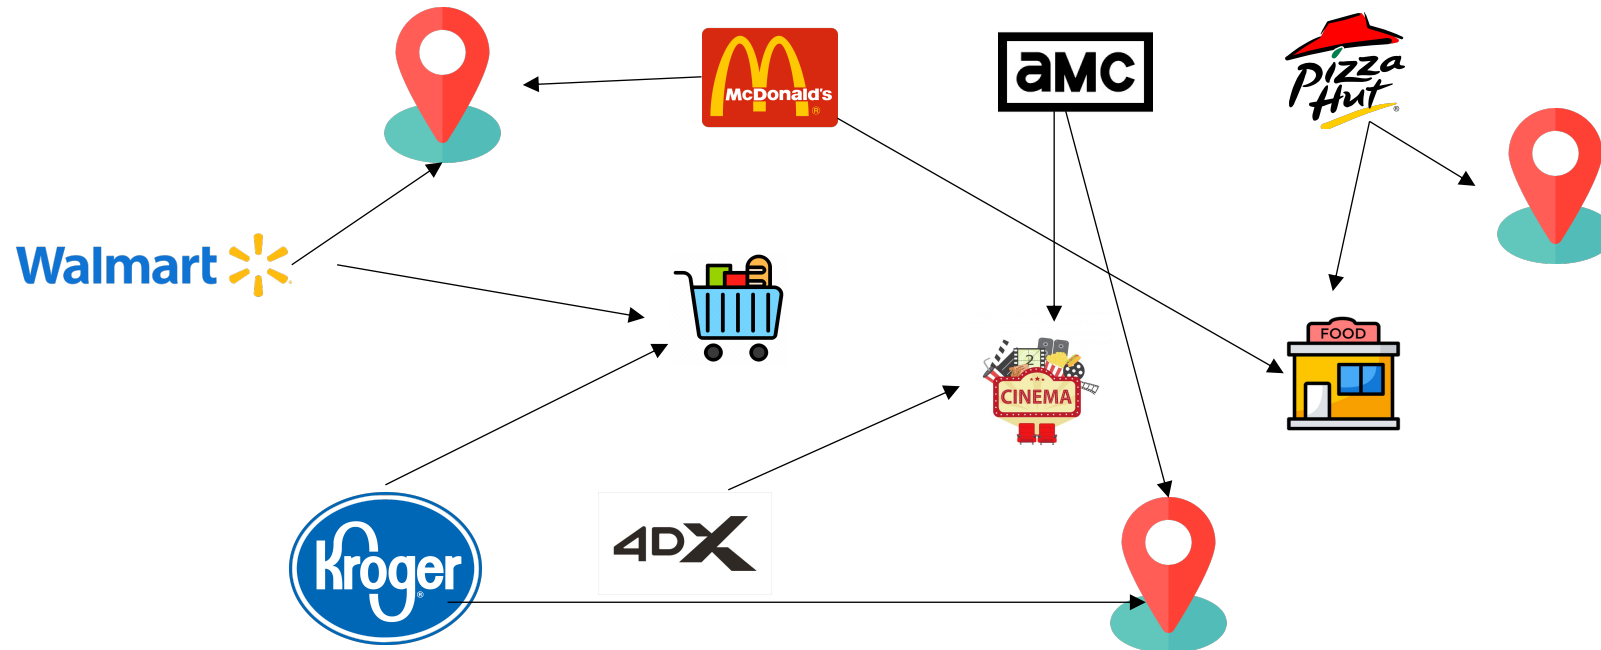 McDonald's
®
aMC
Pizza
Hut
®
Walmart
FOOD
2
CINEMA
Kroger
®
4DX